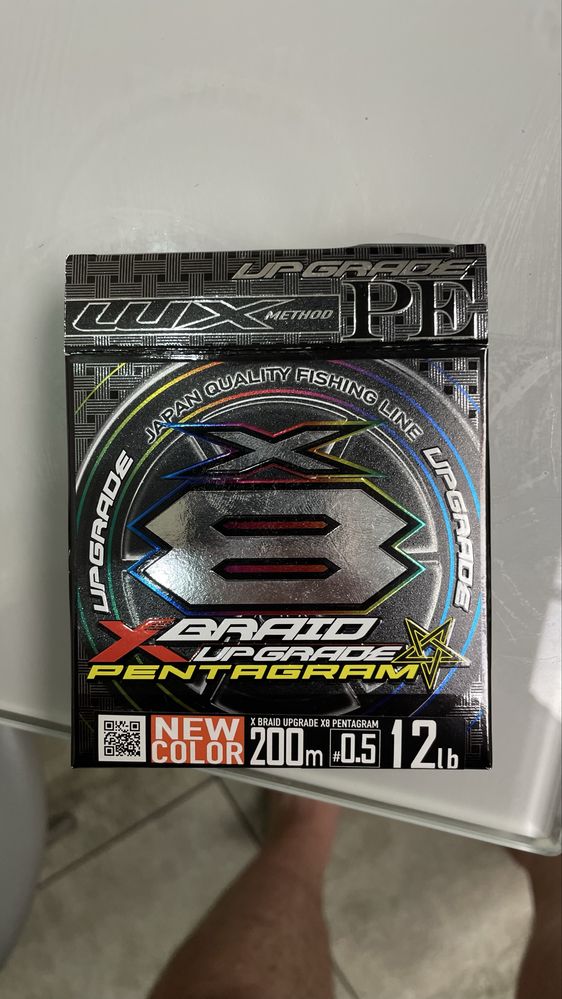 UPGRADE
WX METHOD PE
JAPAN QUALITY FISHING LINE
UPGRADE
UPGRADE
X
8
X BRAID
UPGRADE
PENTAGRAM
NEW
COLOR
X BRAID UPGRADE X8 PENTAGRAM
200m
#0.5
12lb